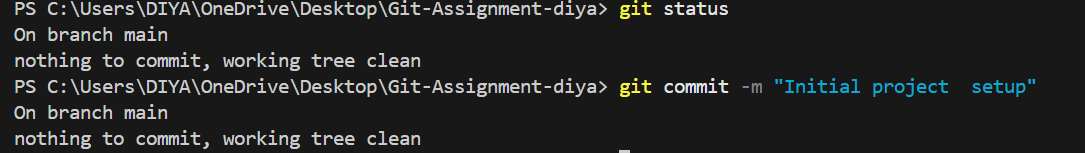 PS C:\Users\DIYA\OneDrive\Desktop\Git-Assignment-diya> git status
On branch main
nothing to commit, working tree clean
PS C:\Users\DIYA\OneDrive\Desktop\Git-Assignment-diya> git commit -m "Initial project  setup"
On branch main
nothing to commit, working tree clean